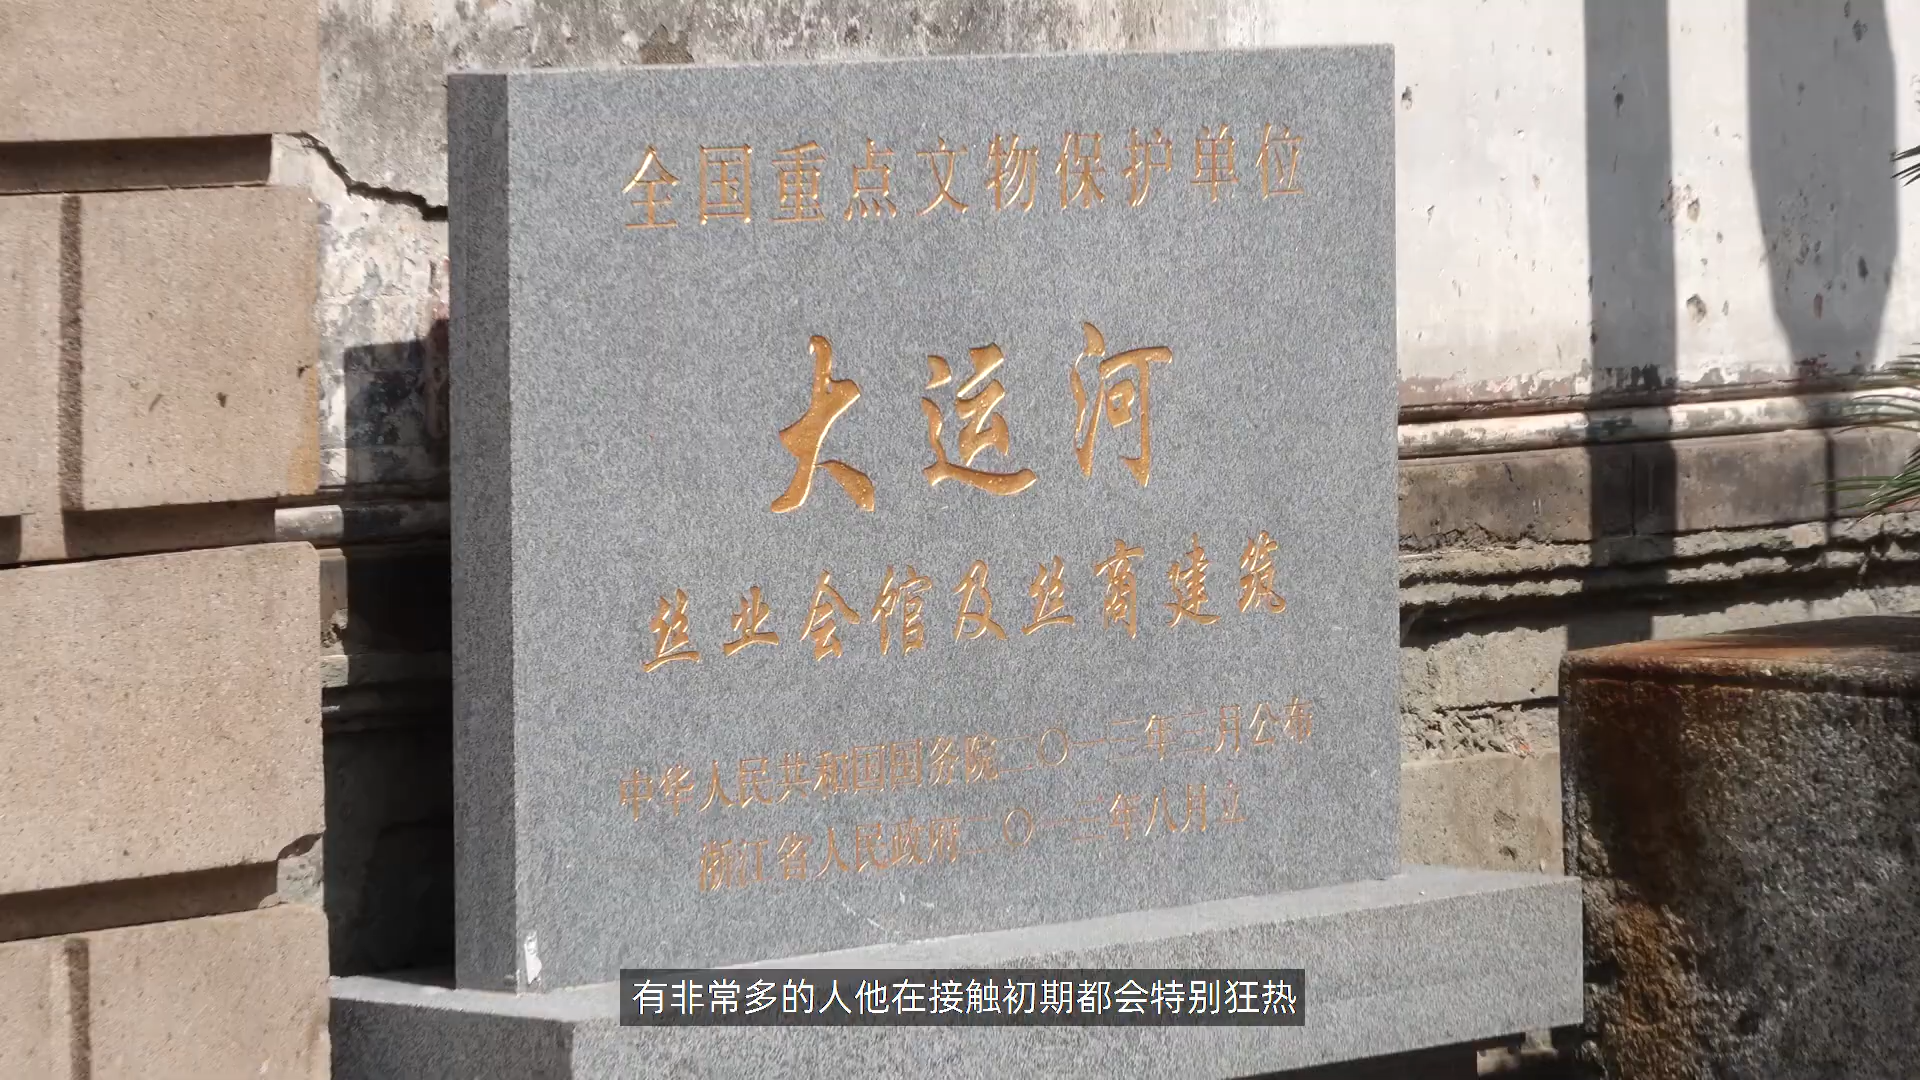 全国重点文物保护单位
大运河
丝业会馆及丝商建筑
中华人民共和国国务院二〇一三年三月公布
浙江省人民政府二〇一三年八月立
有非常多的人他在接触初期都会特别狂热